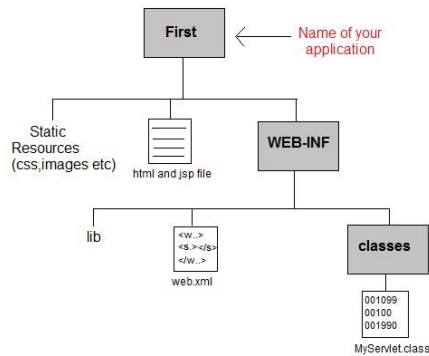 First
Name of your
application
Static
Resources
(css,images etc)
html and jsp file
WEB-INF
lib
<w..>
<s.></s>
</w..>
web.xml
classes
001099
00100
001990
MyServlet.class